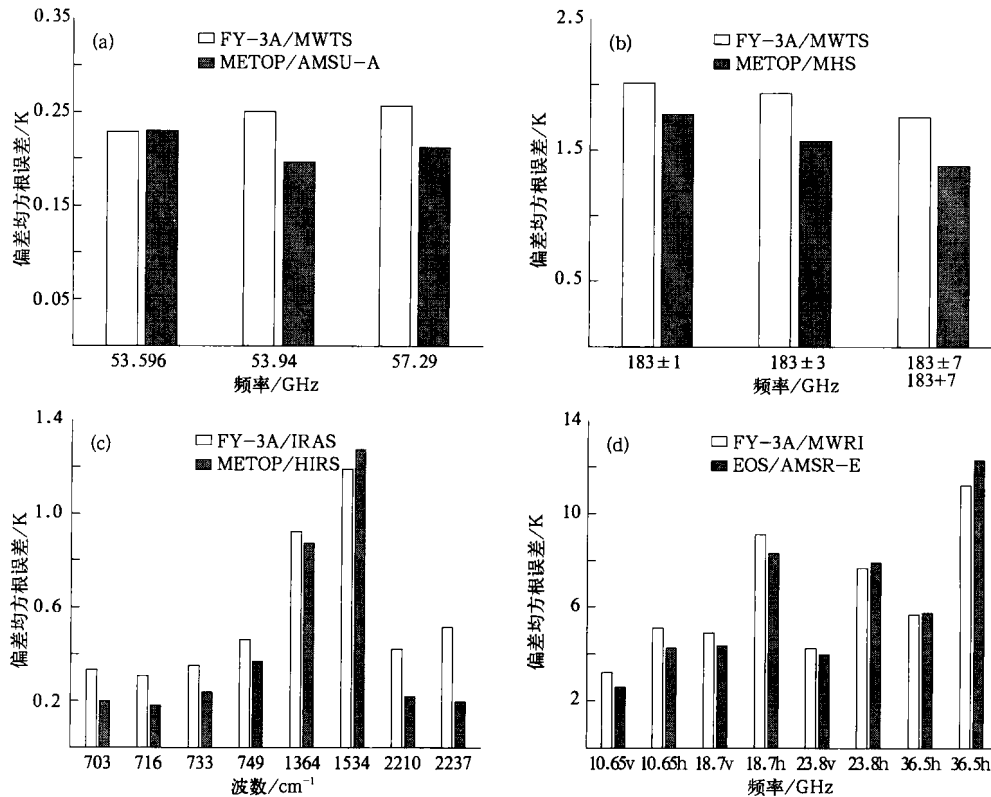 (a)
FY-3A/MWTS
METOP/AMSU-A
偏差均方根误差/K
0.35
0.25
0.15
0.05
53.596 53.94 57.29
频率/GHz
(b)
FY-3A/MWTS
METOP/MHS
偏差均方根误差/K
2.5
1.5
0.5
183±1 183±3 183±7
183+7
频率/GHz
(c)
FY-3A/IRAS
METOP/HIRS
偏差均方根误差/K
1.4
1.0
0.6
0.2
703 716 733 749 1364 1534 2210 2237
波数/cm⁻¹
(d)
FY-3A/MWRI
EOS/AMSR-E
偏差均方根误差/K
14
10
6
2
10.65v 10.65h 18.7v 18.7h 23.8v 23.8h 36.5h 36.5h
频率/GHz